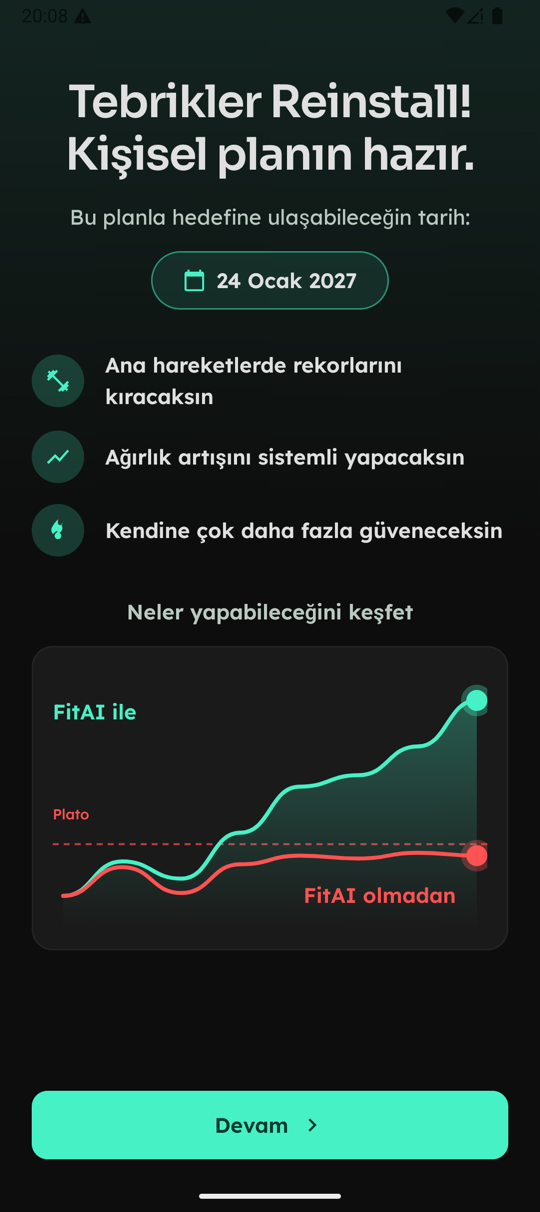 20:08
Tebrikler Reinstall!
Kişisel planın hazır.
Bu planla hedefine ulaşabileceğin tarih:
24 Ocak 2027
Ana hareketlerde rekorlarını
kıracaksın
Ağırlık artışını sistemli yapacaksın
Kendine çok daha fazla güveneceksin
Neler yapabileceğini keşfet
FitAI ile
Plato
FitAI olmadan
Devam